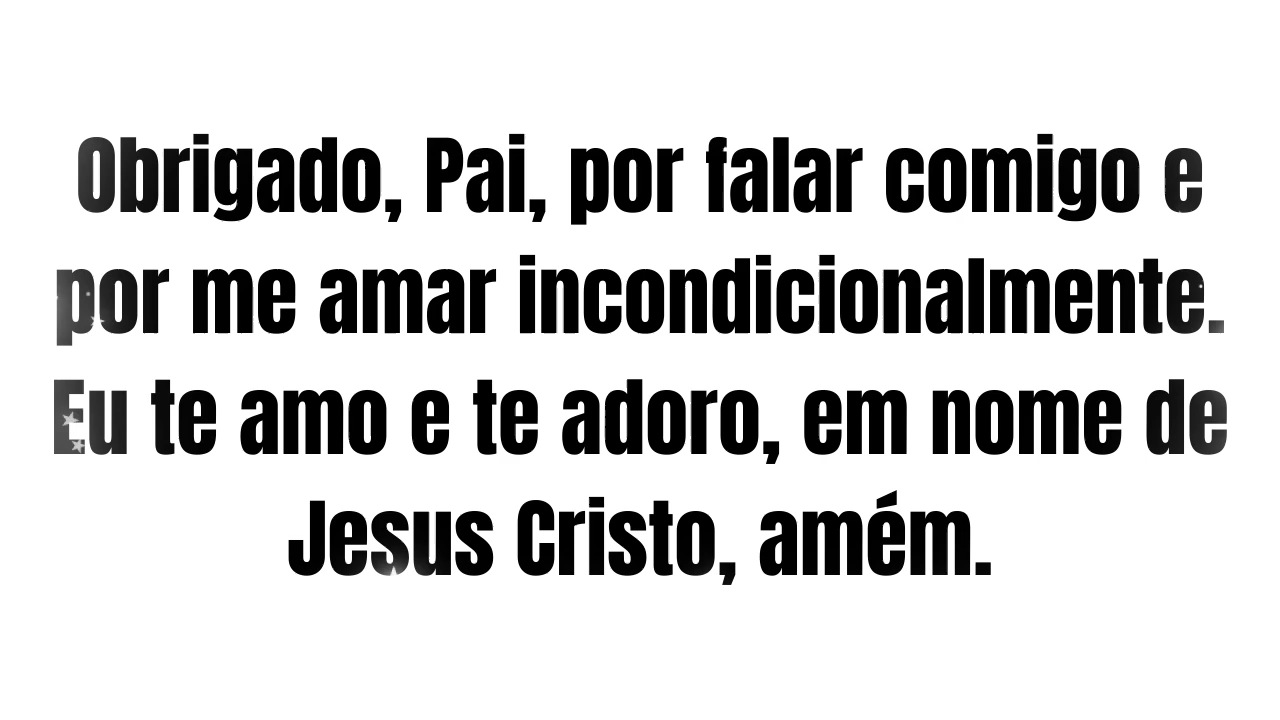 Obrigado, Pai, por falar comigo e
por me amar incondicionalmente.
Eu te amo e te adoro, em nome de
Jesus Cristo, amém.